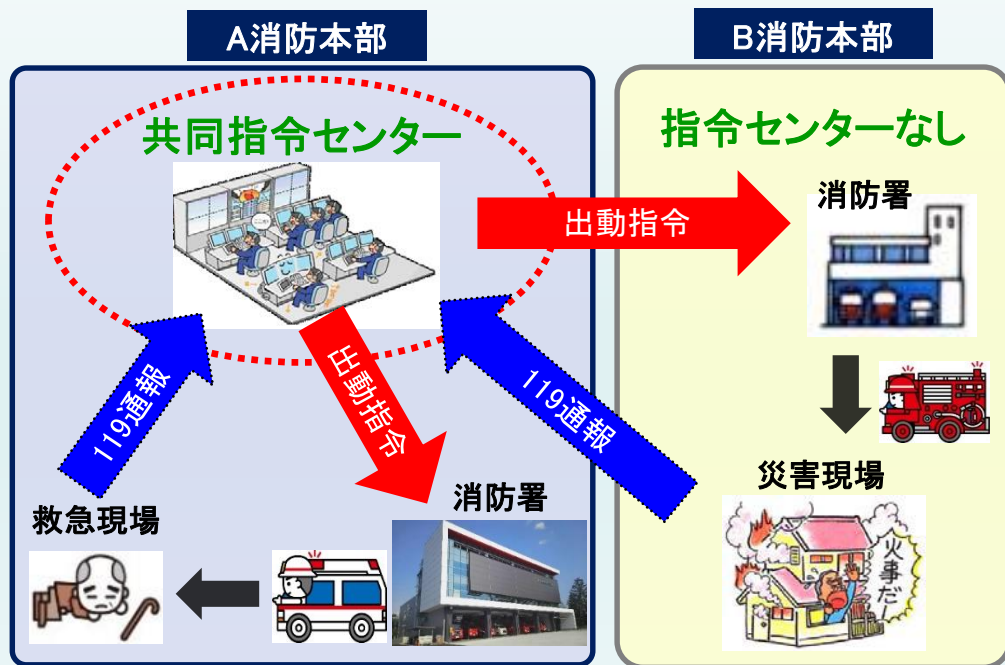 A消防本部
B消防本部
共同指令センター
指令センターなし
消防署
出動指令
出動指令
119通報
119通報
消防署
災害現場
救急現場
火事だー